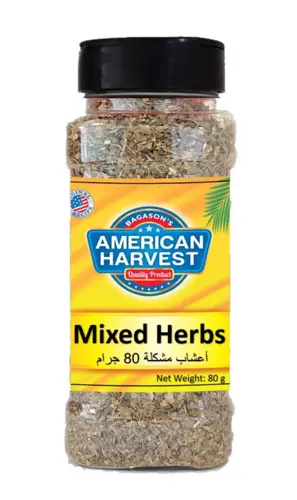 BAGASON'S
AMERICAN
HARVEST
Quality Product
Mixed Herbs
أعشاب مشكلة 80 جرام
Net Weight: 80 g